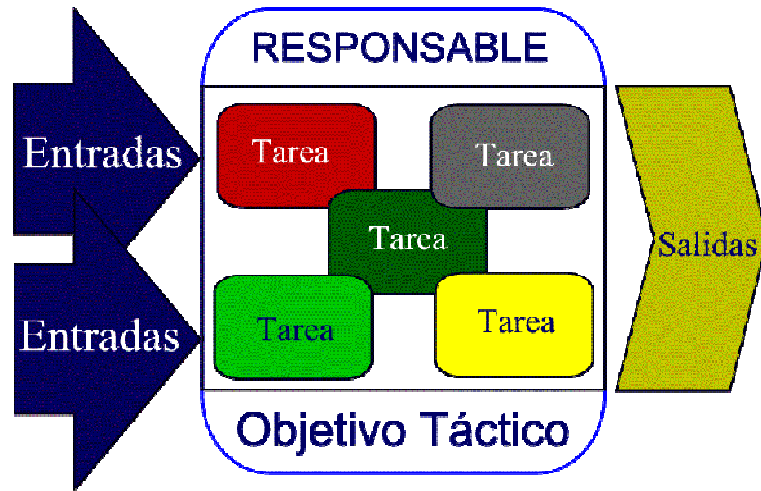 RESPONSABLE
Entradas
Tarea
Tarea
Tarea
Salidas
Entradas
Tarea
Tarea
Objetivo Táctico